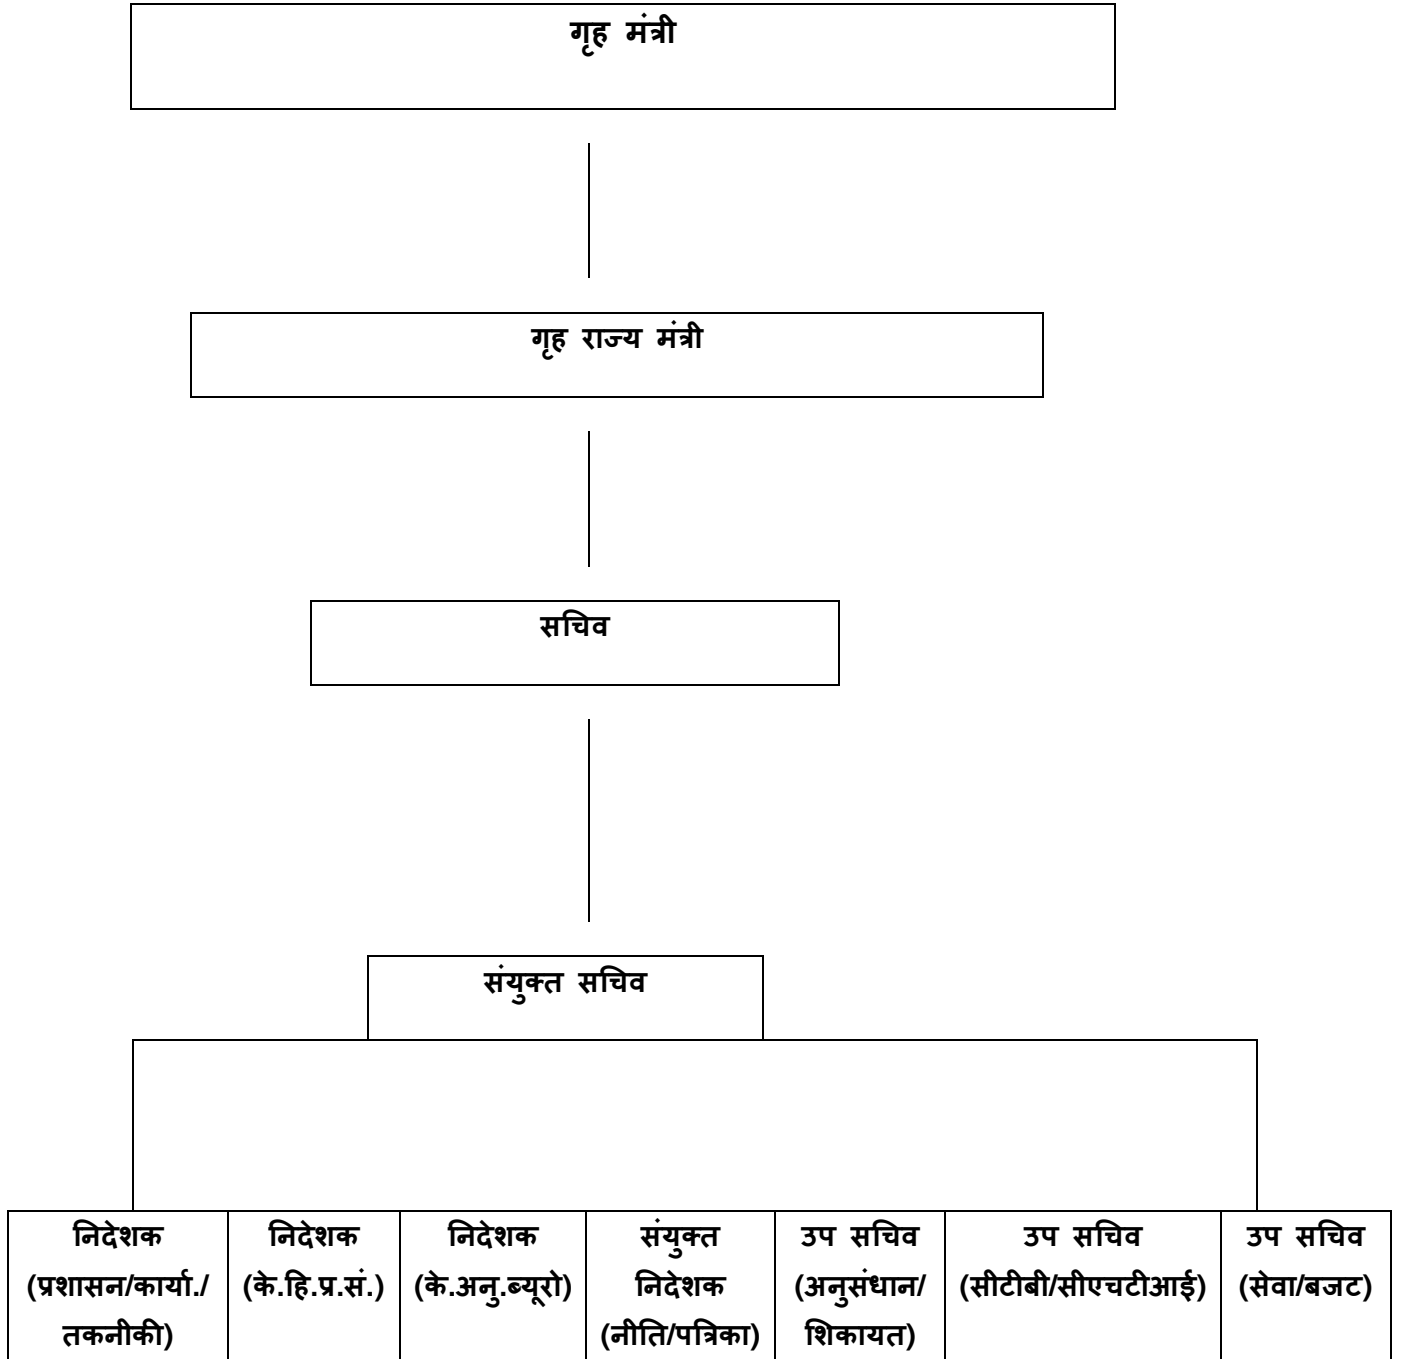 गृह मंत्री
गृह राज्य मंत्री
सचिव
संयुक्त सचिव
निदेशक
(प्रशासन/कार्या./
तकनीकी)
निदेशक
(के.हि.प्र.सं.)
निदेशक
(के.अनु.ब्यूरो)
संयुक्त
निदेशक
(नीति/पत्रिका)
उप सचिव
(अनुसंधान/
शिकायत)
उप सचिव
(सीटीबी/सीएचटीआई)
उप सचिव
(सेवा/बजट)